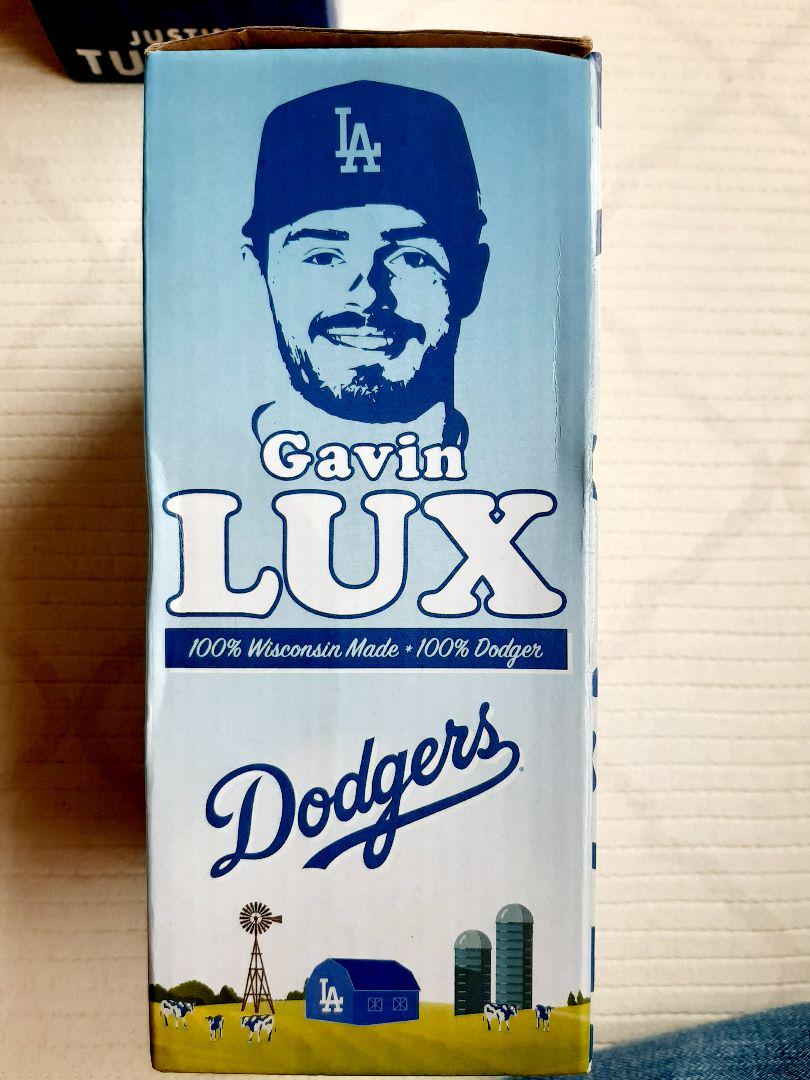 LA
Gavin
LUX
100% Wisconsin Made * 100% Dodger
Dodgers
LA